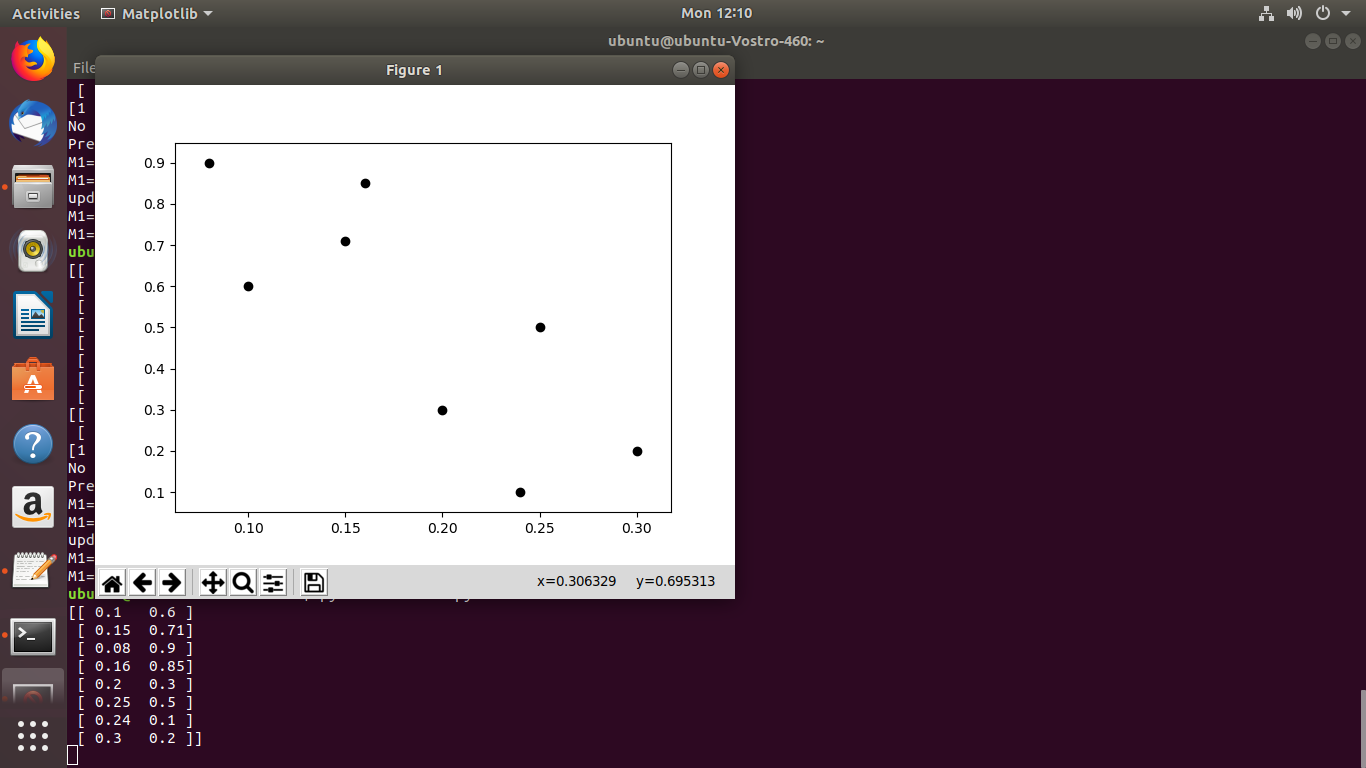 Activities Matplotlib Mon 12:10
ubuntu@ubuntu-Vostro-460: ~
File
Figure 1
[
[1
No
Pre
M1=
M1=
upd
M1=
M1=
ubu
[[
[
[
[
[
[
[
[
[[
[
[1
No
Pre
M1=
M1=
upd
M1=
M1=
ubu
0.9
0.8
0.7
0.6
0.5
0.4
0.3
0.2
0.1
0.10 0.15 0.20 0.25 0.30
x=0.306329 y=0.695313
[[ 0.1 0.6 ]
[ 0.15 0.71]
[ 0.08 0.9 ]
[ 0.16 0.85]
[ 0.2 0.3 ]
[ 0.25 0.5 ]
[ 0.24 0.1 ]
[ 0.3 0.2 ]]